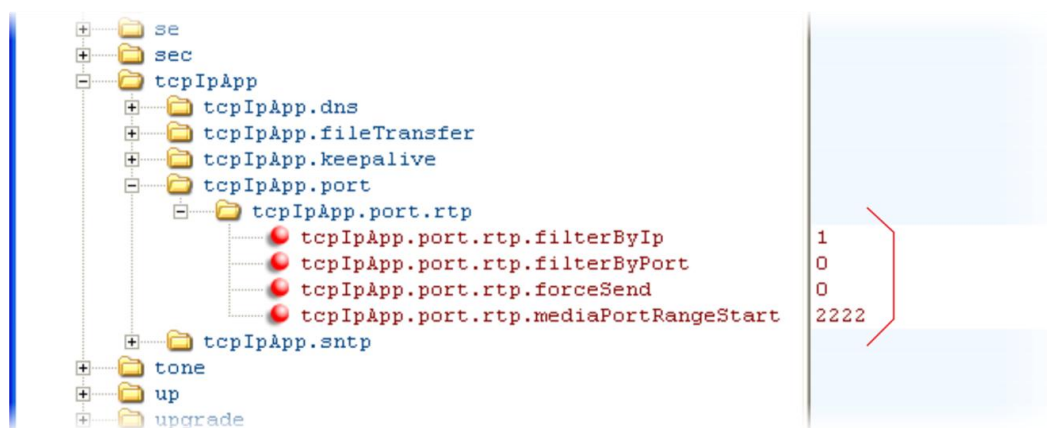 se
sec
tcpIpApp
tcpIpApp.dns
tcpIpApp.fileTransfer
tcpIpApp.keepalive
tcpIpApp.port
tcpIpApp.port.rtp
tcpIpApp.port.rtp.filterByIp 1
tcpIpApp.port.rtp.filterByPort 0
tcpIpApp.port.rtp.forceSend 0
tcpIpApp.port.rtp.mediaPortRangeStart 2222
tcpIpApp.sntp
tone
up
upgrade